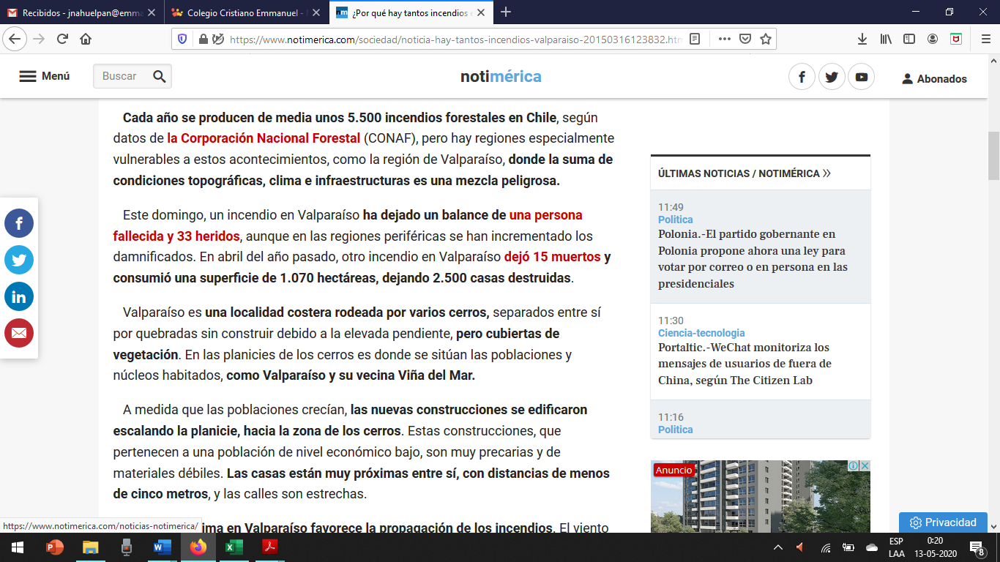 Recibidos - jnahuelpan@emma
Colegio Cristiano Emmanuel -
¿Por qué hay tantos incendios e
https://www.notimerica.com/sociedad/noticia-hay-tantos-incendios-valparaiso-20150316123832.htm
Menú
Buscar
notimérica
Abonados
Cada año se producen de media unos 5.500 incendios forestales en Chile, según
datos de la Corporación Nacional Forestal (CONAF), pero hay regiones especialmente
vulnerables a estos acontecimientos, como la región de Valparaíso, donde la suma de
condiciones topográficas, clima e infraestructuras es una mezcla peligrosa.
Este domingo, un incendio en Valparaíso ha dejado un balance de una persona
fallecida y 33 heridos, aunque en las regiones periféricas se han incrementado los
damnificados. En abril del año pasado, otro incendio en Valparaíso dejó 15 muertos y
consumió una superficie de 1.070 hectáreas, dejando 2.500 casas destruidas.
Valparaíso es una localidad costera rodeada por varios cerros, separados entre sí
por quebradas sin construir debido a la elevada pendiente, pero cubiertas de
vegetación. En las planicies de los cerros es donde se sitúan las poblaciones y
núcleos habitados, como Valparaíso y su vecina Viña del Mar.
A medida que las poblaciones crecían, las nuevas construcciones se edificaron
escalando la planicie, hacia la zona de los cerros. Estas construcciones, que
pertenecen a una población de nivel económico bajo, son muy precarias y de
materiales débiles. Las casas están muy próximas entre sí, con distancias de menos
de cinco metros, y las calles son estrechas.
ima en Valparaíso favorece la propagación de los incendios. El viento
ÚLTIMAS NOTICIAS / NOTIMÉRICA
11:49
Politica
Polonia.-El partido gobernante en
Polonia propone ahora una ley para
votar por correo o en persona en las
presidenciales
11:30
Ciencia-tecnologia
Portaltic.-WeChat monitoriza los
mensajes de usuarios de fuera de
China, según The Citizen Lab
11:16
Politica
Anuncio
Privacidad
https://www.notimerica.com/noticias-notimerica/
ESP
LAA
0:20
13-05-2020
8